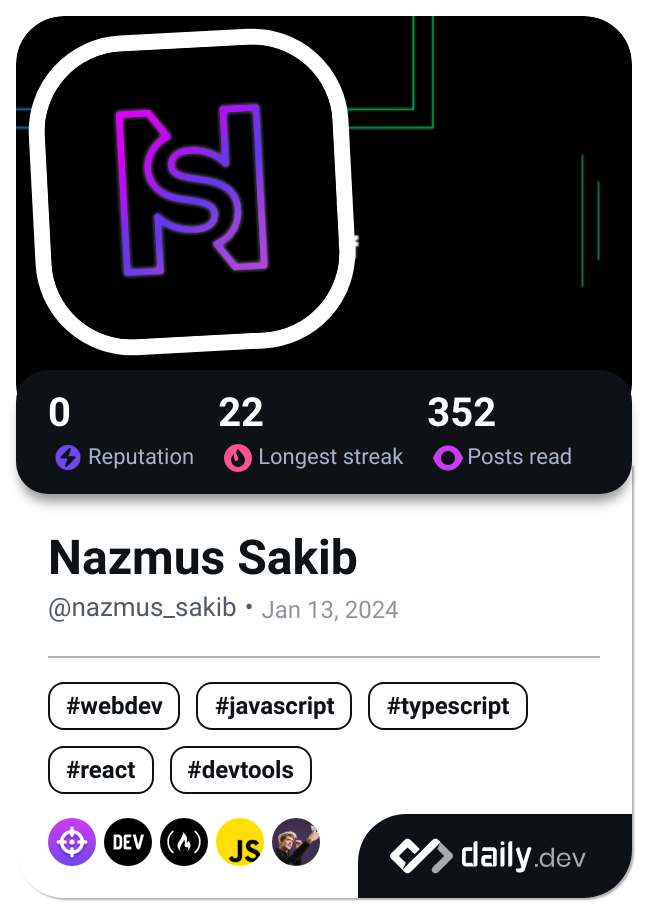 NS
0 22 352
Reputation Longest streak Posts read
Nazmus Sakib
@nazmus_sakib • Jan 13, 2024
#webdev #javascript #typescript
#react #devtools
DEV JS
daily.dev